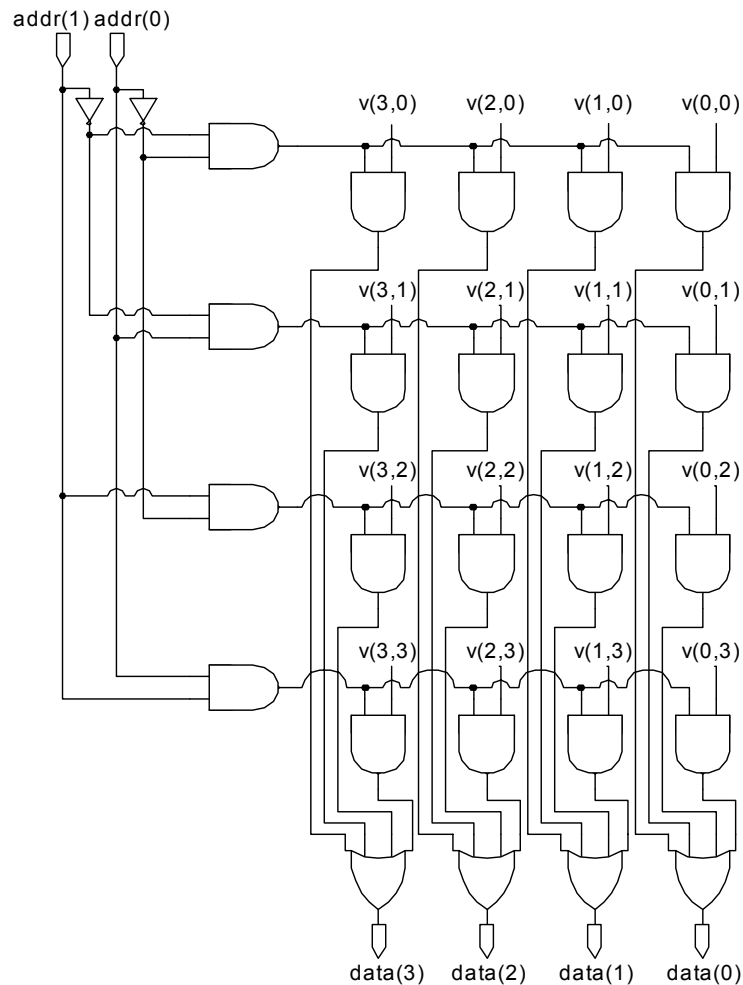 addr(1) addr(0)
v(3,0) v(2,0) v(1,0) v(0,0)
v(3,1) v(2,1) v(1,1) v(0,1)
v(3,2) v(2,2) v(1,2) v(0,2)
v(3,3) v(2,3) v(1,3) v(0,3)
data(3) data(2) data(1) data(0)